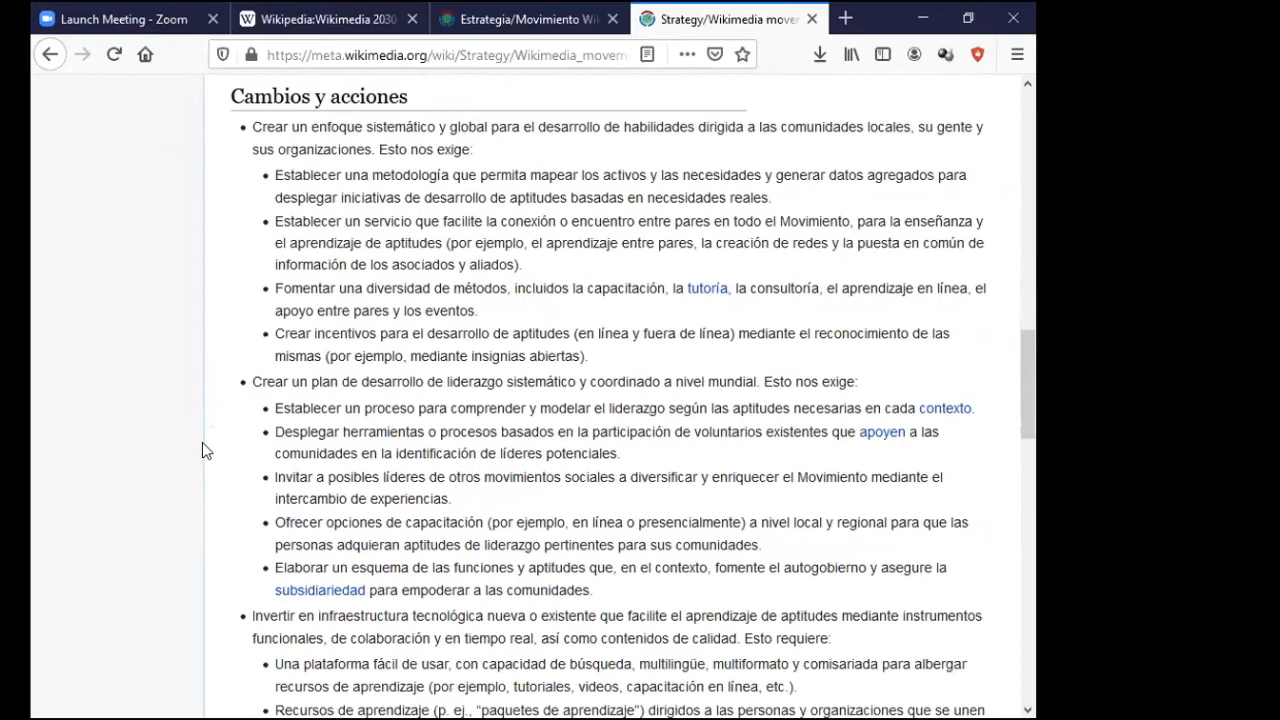 Launch Meeting - Zoom
Wikipedia:Wikimedia 2030
Estrategia/Movimiento Wi
Strategy/Wikimedia move
https://meta.wikimedia.org/wiki/Strategy/Wikimedia_movem
Cambios y acciones
Crear un enfoque sistemático y global para el desarrollo de habilidades dirigida a las comunidades locales, su gente y
sus organizaciones. Esto nos exige:
Establecer una metodología que permita mapear los activos y las necesidades y generar datos agregados para
desplegar iniciativas de desarrollo de aptitudes basadas en necesidades reales.
Establecer un servicio que facilite la conexión o encuentro entre pares en todo el Movimiento, para la enseñanza y
el aprendizaje de aptitudes (por ejemplo, el aprendizaje entre pares, la creación de redes y la puesta en común de
información de los asociados y aliados).
Fomentar una diversidad de métodos, incluidos la capacitación, la tutoría, la consultoría, el aprendizaje en línea, el
apoyo entre pares y los eventos.
Crear incentivos para el desarrollo de aptitudes (en línea y fuera de línea) mediante el reconocimiento de las
mismas (por ejemplo, mediante insignias abiertas).
Crear un plan de desarrollo de liderazgo sistemático y coordinado a nivel mundial. Esto nos exige:
Establecer un proceso para comprender y modelar el liderazgo según las aptitudes necesarias en cada contexto.
Desplegar herramientas o procesos basados en la participación de voluntarios existentes que apoyen a las
comunidades en la identificación de líderes potenciales.
Invitar a posibles líderes de otros movimientos sociales a diversificar y enriquecer el Movimiento mediante el
intercambio de experiencias.
Ofrecer opciones de capacitación (por ejemplo, en línea o presencialmente) a nivel local y regional para que las
personas adquieran aptitudes de liderazgo pertinentes para sus comunidades.
Elaborar un esquema de las funciones y aptitudes que, en el contexto, fomente el autogobierno y asegure la
subsidiariedad para empoderar a las comunidades.
Invertir en infraestructura tecnológica nueva o existente que facilite el aprendizaje de aptitudes mediante instrumentos
funcionales, de colaboración y en tiempo real, así como contenidos de calidad. Esto requiere:
Una plataforma fácil de usar, con capacidad de búsqueda, multilingüe, multiformato y comisariada para albergar
recursos de aprendizaje (por ejemplo, tutoriales, videos, capacitación en línea, etc.).
Recursos de aprendizaje (p. ej., “paquetes de aprendizaje”) dirigidos a las personas y organizaciones que se unen